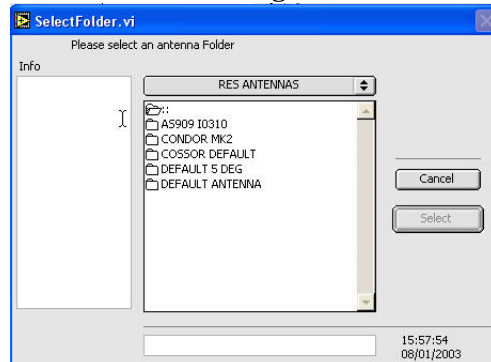 SelectFolder.vi
Please select an antenna Folder
Info
RES ANTENNAS
::
AS909 I0310
CONDOR MK2
COSSOR DEFAULT
DEFAULT 5 DEG
DEFAULT ANTENNA
Cancel
Select
15:57:54
08/01/2003